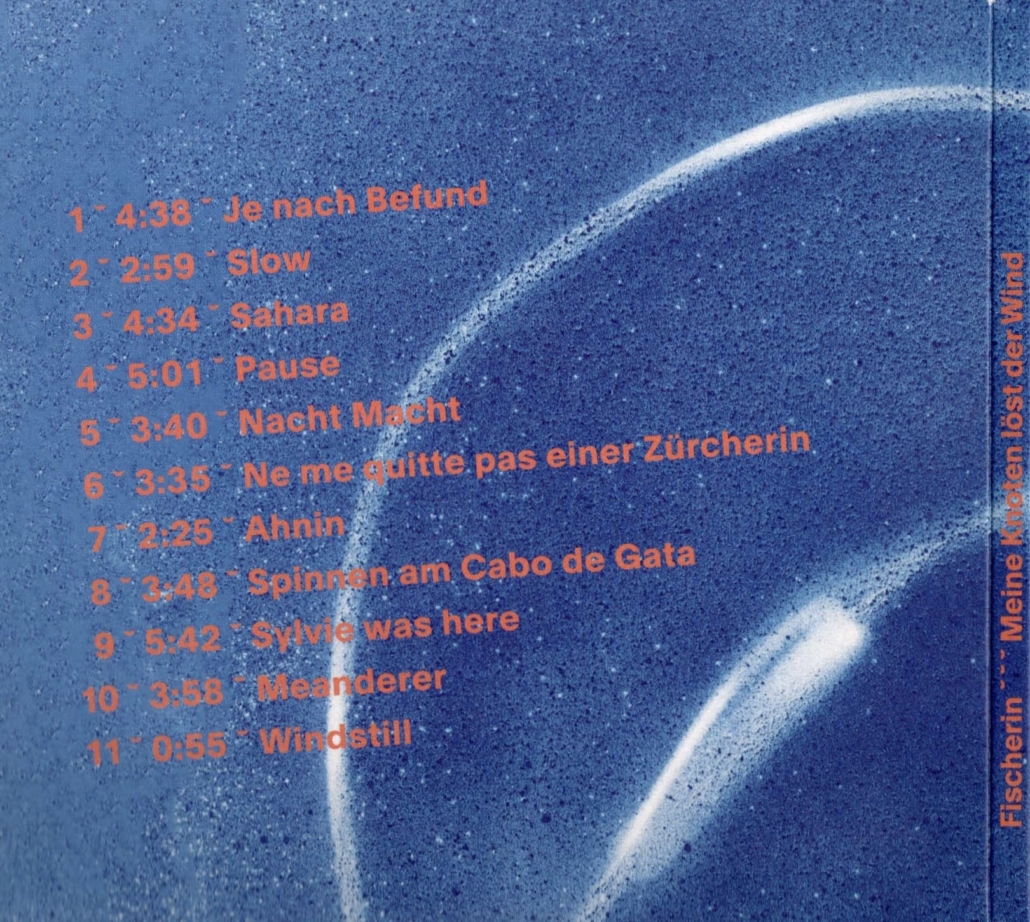 1 ˜ 4:38 ˜ Je nach Befund
2 ˜ 2:59 ˜ Slow
3 ˜ 4:34 ˜ Sahara
4 ˜ 5:01 ˜ Pause
5 ˜ 3:40 ˜ Nacht Macht
6 ˜ 3:35 ˜ Ne me quitte pas einer Zürcherin
7 ˜ 2:25 ˜ Ahnin
8 ˜ 3:48 ˜ Spinnen am Cabo de Gata
9 ˜ 5:42 ˜ Sylvie was here
10 ˜ 3:58 ˜ Meanderer
11 ˜ 0:55 ˜ Windstill
Fischerin ˜ ˜ ˜ Meine Knoten löst der Wind